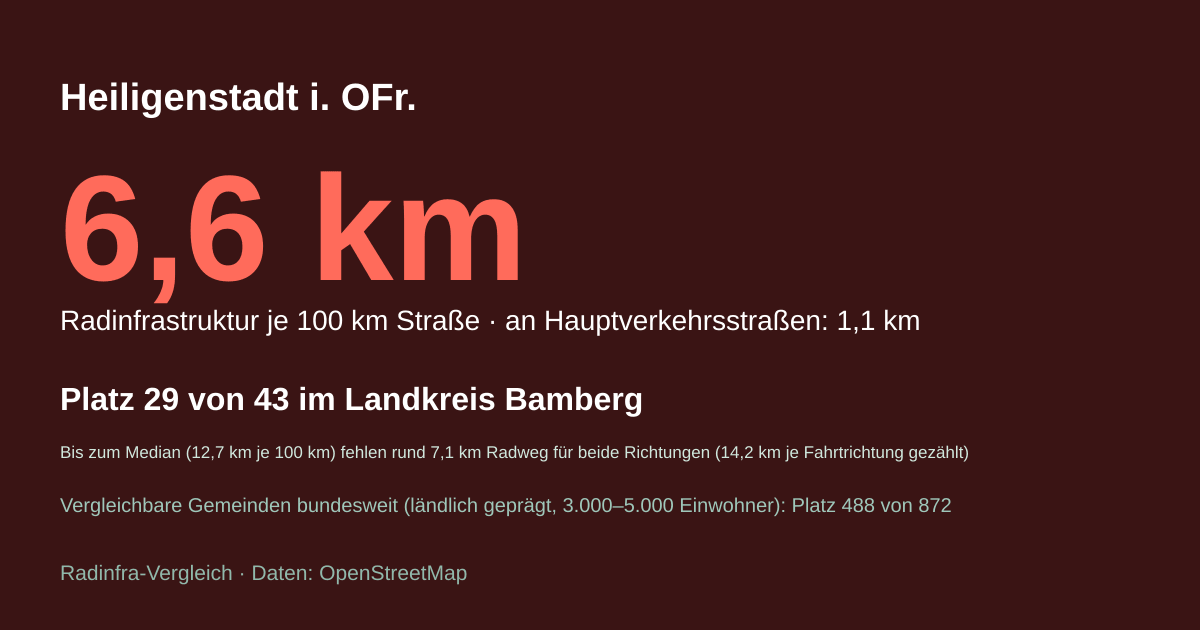 Heiligenstadt i. OFr.
6,6 km
Radinfrastruktur je 100 km Straße · an Hauptverkehrsstraßen: 1,1 km
Platz 29 von 43 im Landkreis Bamberg
Bis zum Median (12,7 km je 100 km) fehlen rund 7,1 km Radweg für beide Richtungen (14,2 km je Fahrtrichtung gezählt)
Vergleichbare Gemeinden bundesweit (ländlich geprägt, 3.000–5.000 Einwohner): Platz 488 von 872
Radinfra-Vergleich · Daten: OpenStreetMap